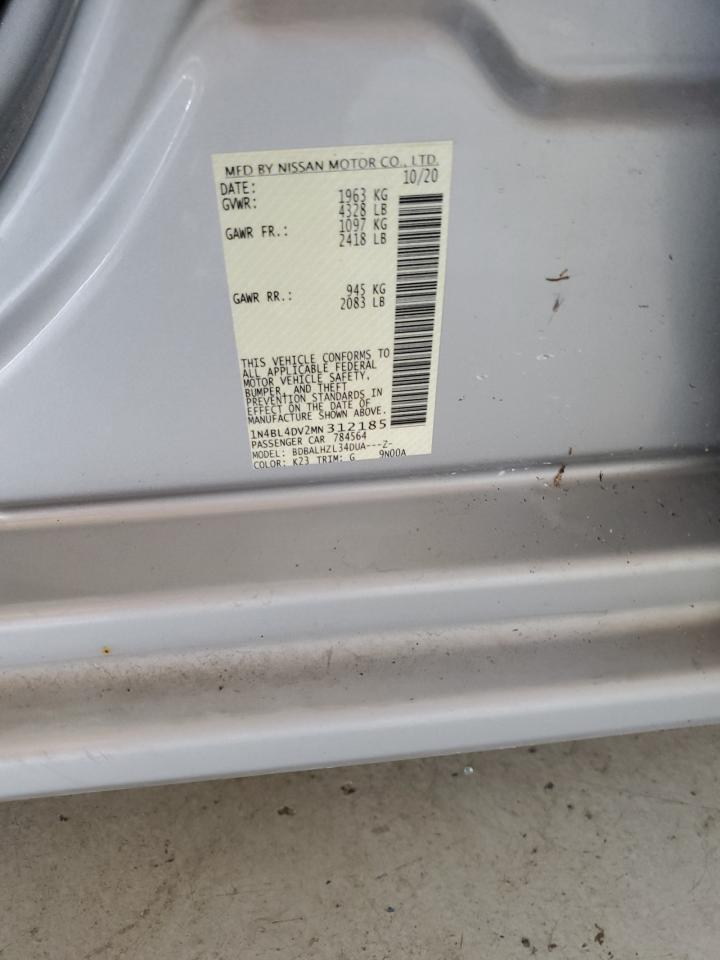 MFD BY NISSAN MOTOR CO., LTD.
DATE: 10/20
GVWR: 1963 KG
4328 LB
GAWR FR.: 1097 KG
2418 LB
GAWR RR.: 945 KG
2083 LB
THIS VEHICLE CONFORMS TO
ALL APPLICABLE FEDERAL
MOTOR VEHICLE SAFETY,
BUMPER, AND THEFT
PREVENTION STANDARDS IN
EFFECT ON THE DATE OF
MANUFACTURE SHOWN ABOVE.
1N4BL4DV2MN312185
PASSENGER CAR 784564
MODEL: BDBALHZL34DUA---Z-
COLOR: K23 TRIM: G 9N00A